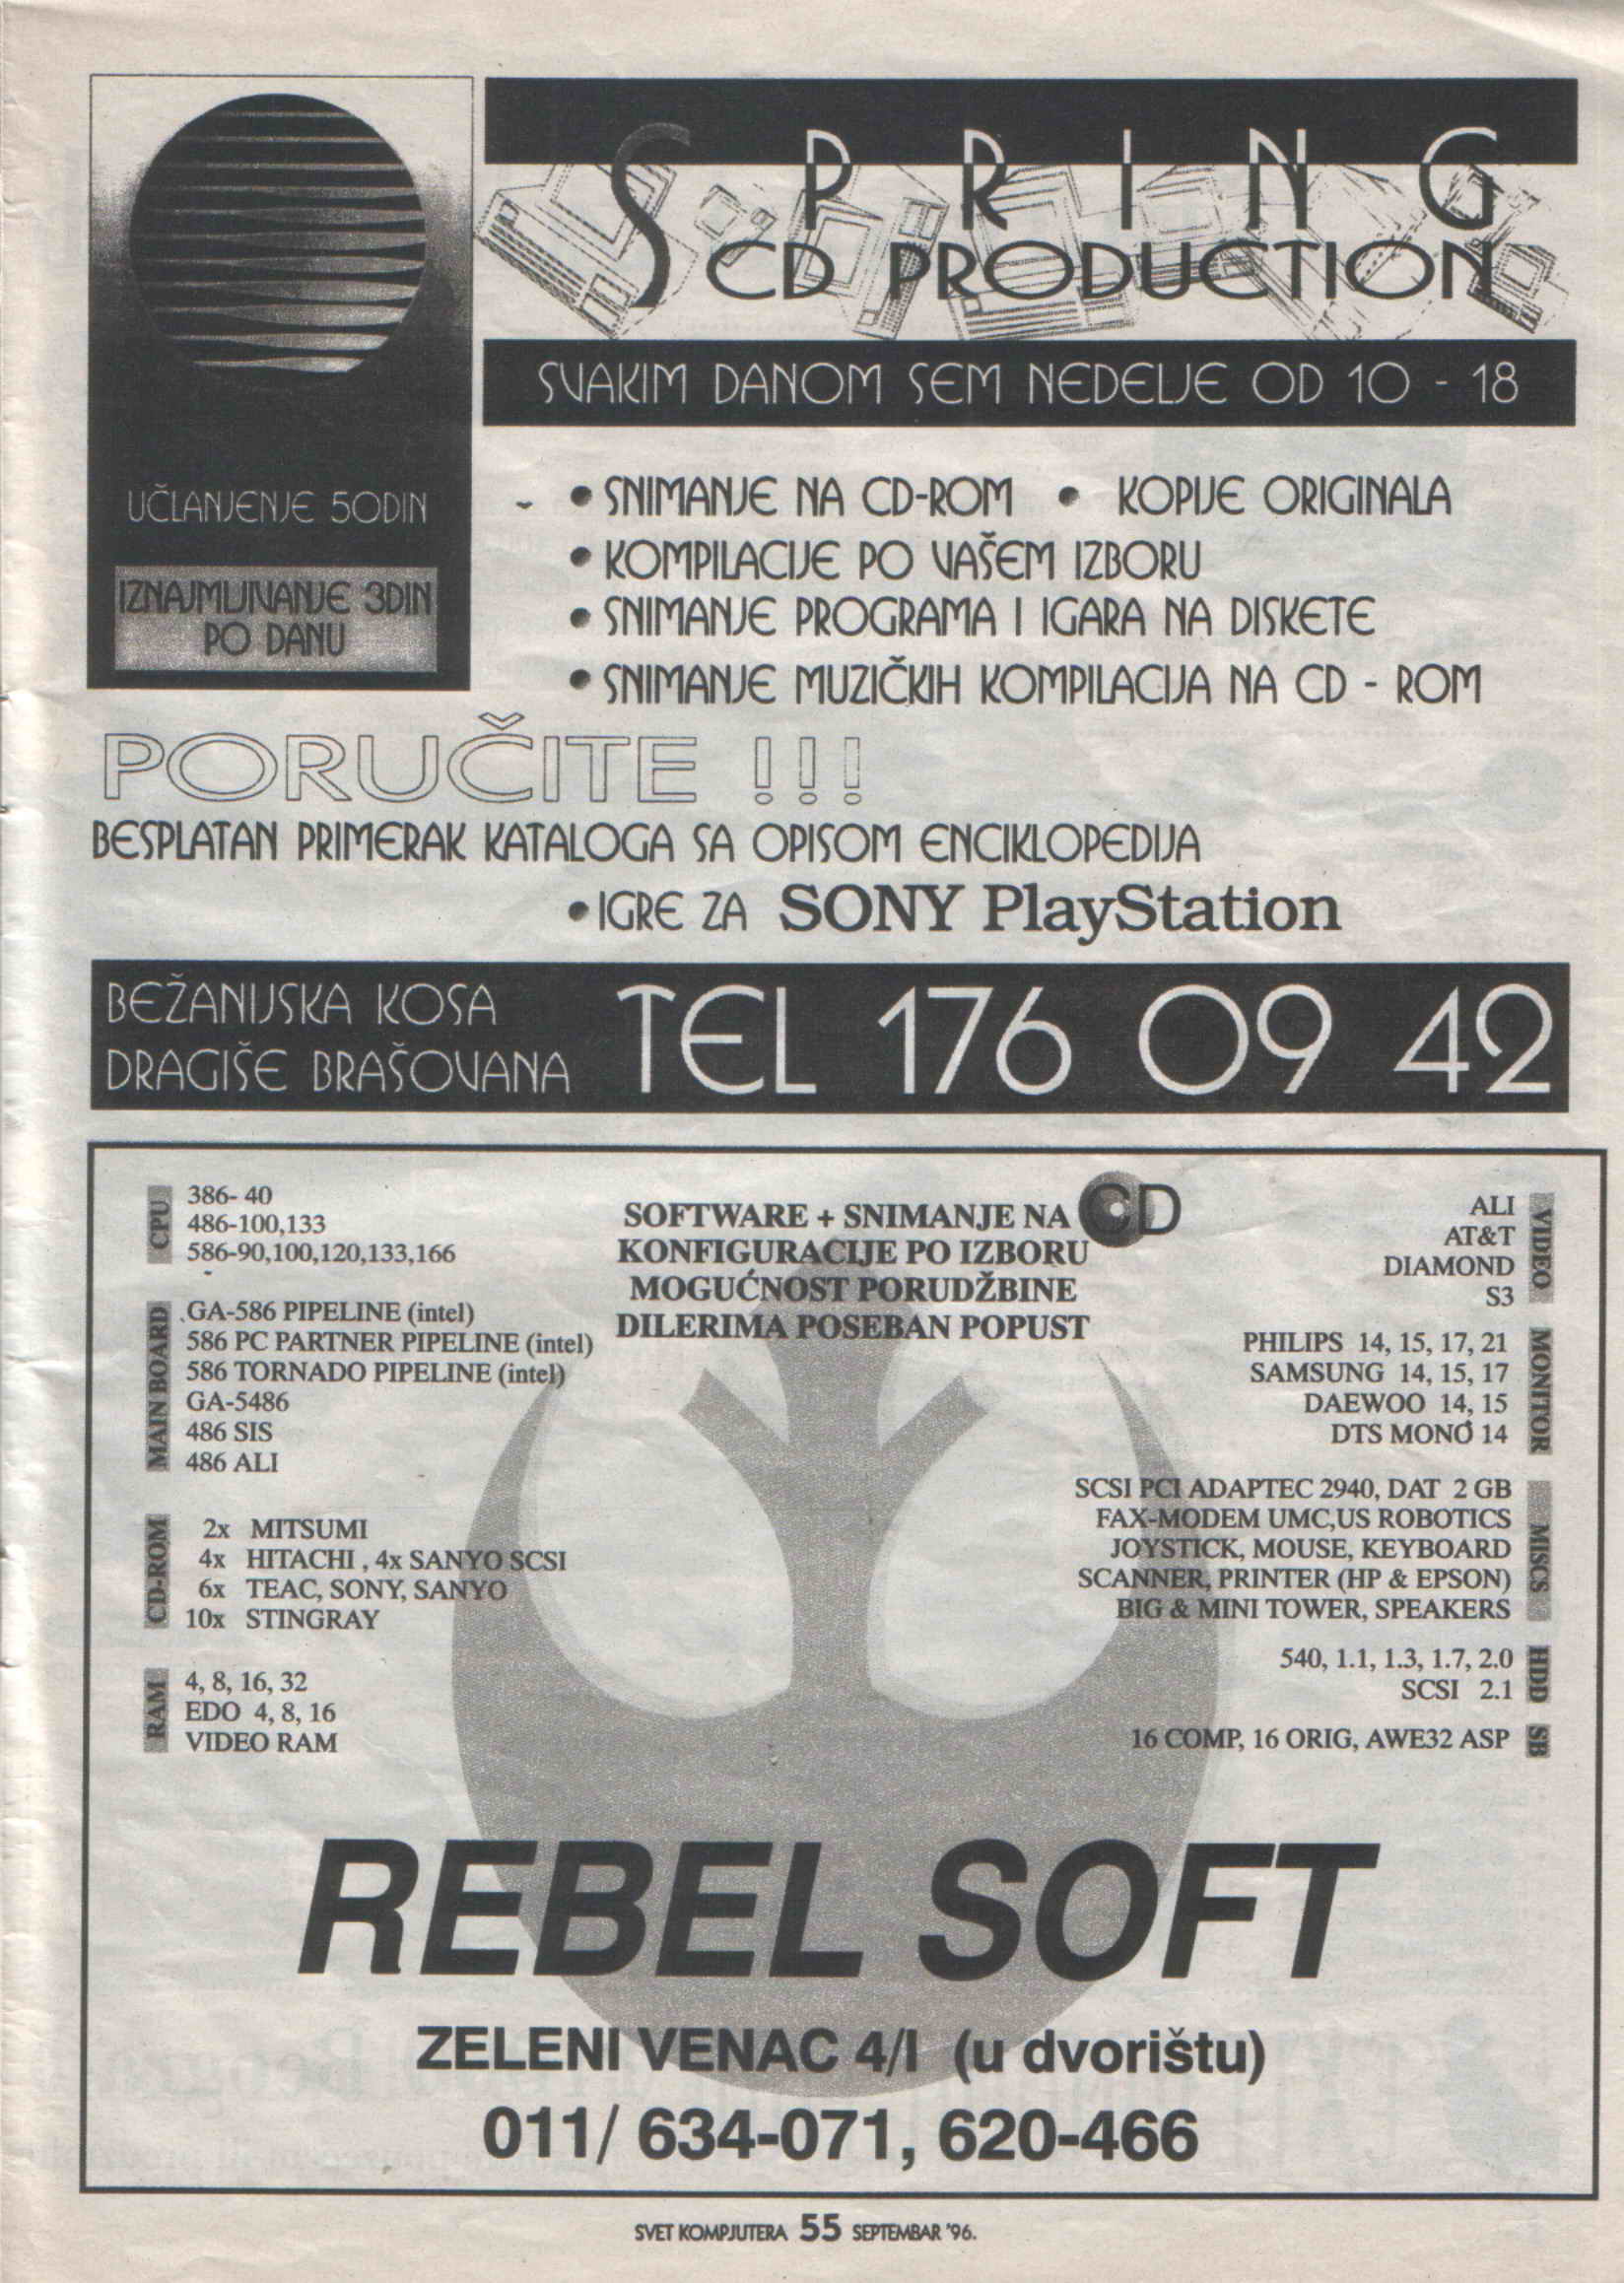 SPRING
CD PRODUCTION
SVAKIM DANOM SEM NEDELJE OD 10 - 18
UČLANJENJE 50DIN
IZNAJMLJIVANJE 3DIN
PO DANU
• SNIMANJE NA CD-ROM • KOPIJE ORIGINALA
• KOMPILACIJE PO VAŠEM IZBORU
• SNIMANJE PROGRAMA I IGARA NA DISKETE
• SNIMANJE MUZIČKIH KOMPILACIJA NA CD - ROM
PORUČITE !!!
BESPLATAN PRIMERAK KATALOGA SA OPISOM ENCIKLOPEDIJA
• IGRE ZA SONY PlayStation
BEŽANIJSKA KOSA
DRAGIŠE BRAŠOVANA
TEL 176 09 42
CPU
386- 40
486-100,133
586-90,100,120,133,166
MAIN BOARD
GA-586 PIPELINE (intel)
586 PC PARTNER PIPELINE (intel)
586 TORNADO PIPELINE (intel)
GA-5486
486 SIS
486 ALI
CD-ROM
2x MITSUMI
4x HITACHI , 4x SANYO SCSI
6x TEAC, SONY, SANYO
10x STINGRAY
RAM
4, 8, 16, 32
EDO 4, 8, 16
VIDEO RAM
SOFTWARE + SNIMANJE NA CD
KONFIGURACIJE PO IZBORU
MOGUĆNOST PORUDŽBINE
DILERIMA POSEBAN POPUST
VIDEO
ALI
AT&T
DIAMOND
S3
MONITOR
PHILIPS 14, 15, 17, 21
SAMSUNG 14, 15, 17
DAEWOO 14, 15
DTS MONO 14
MISCS
SCSI PCI ADAPTEC 2940, DAT 2 GB
FAX-MODEM UMC,US ROBOTICS
JOYSTICK, MOUSE, KEYBOARD
SCANNER, PRINTER (HP & EPSON)
BIG & MINI TOWER, SPEAKERS
HDD
540, 1.1, 1.3, 1.7, 2.0
SCSI 2.1
SB
16 COMP, 16 ORIG, AWE32 ASP
REBEL SOFT
ZELENI VENAC 4/I (u dvorištu)
011/ 634-071, 620-466
SVET KOMPJUTERA 55 SEPTEMBAR '96.